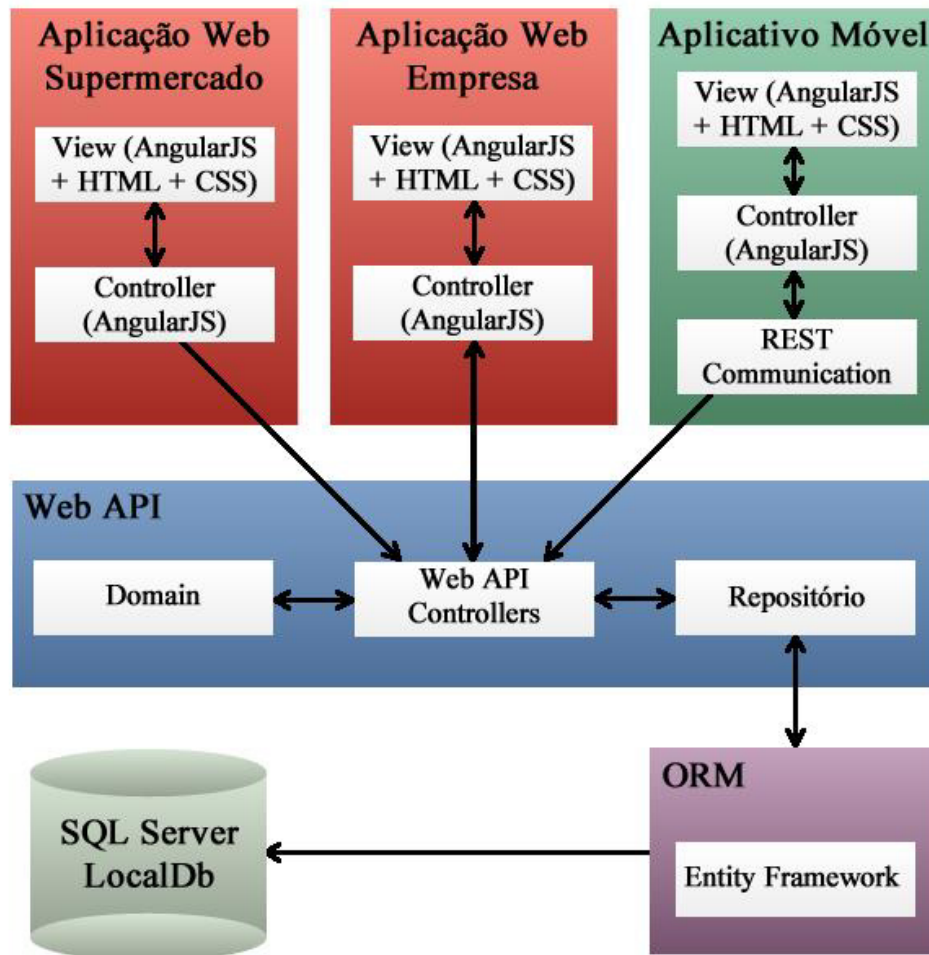 Aplicação Web
Supermercado
View (AngularJS
+ HTML + CSS)
Controller
(AngularJS)
Aplicação Web
Empresa
View (AngularJS
+ HTML + CSS)
Controller
(AngularJS)
Aplicativo Móvel
View (AngularJS
+ HTML + CSS)
Controller
(AngularJS)
REST
Communication
Web API
Domain
Web API
Controllers
Repositório
SQL Server
LocalDb
ORM
Entity Framework